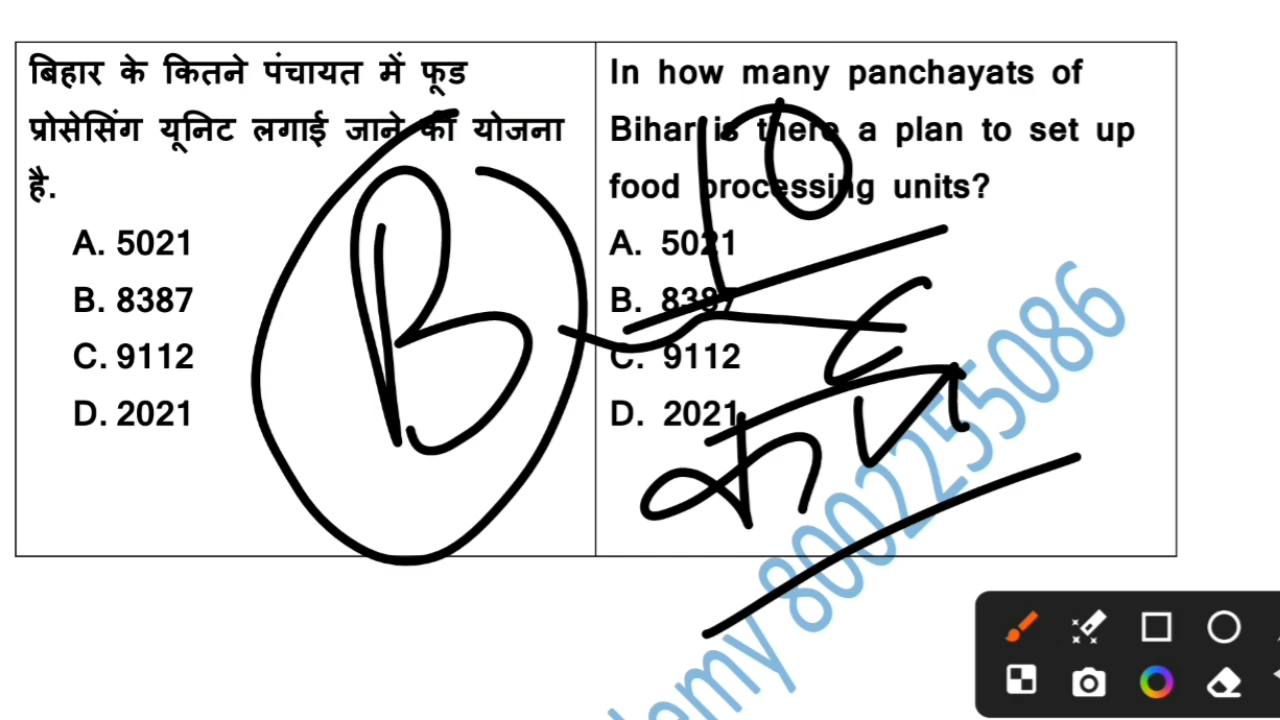 बिहार के कितने पंचायत में फूड
प्रोसेसिंग यूनिट लगाई जाने की योजना
है.
A. 5021
B. 8387
C. 9112
D. 2021
B
In how many panchayats of
Bihar is there a plan to set up
food processing units?
A. 5021
B. 8387
C. 9112
D. 2021
demy 8002255086